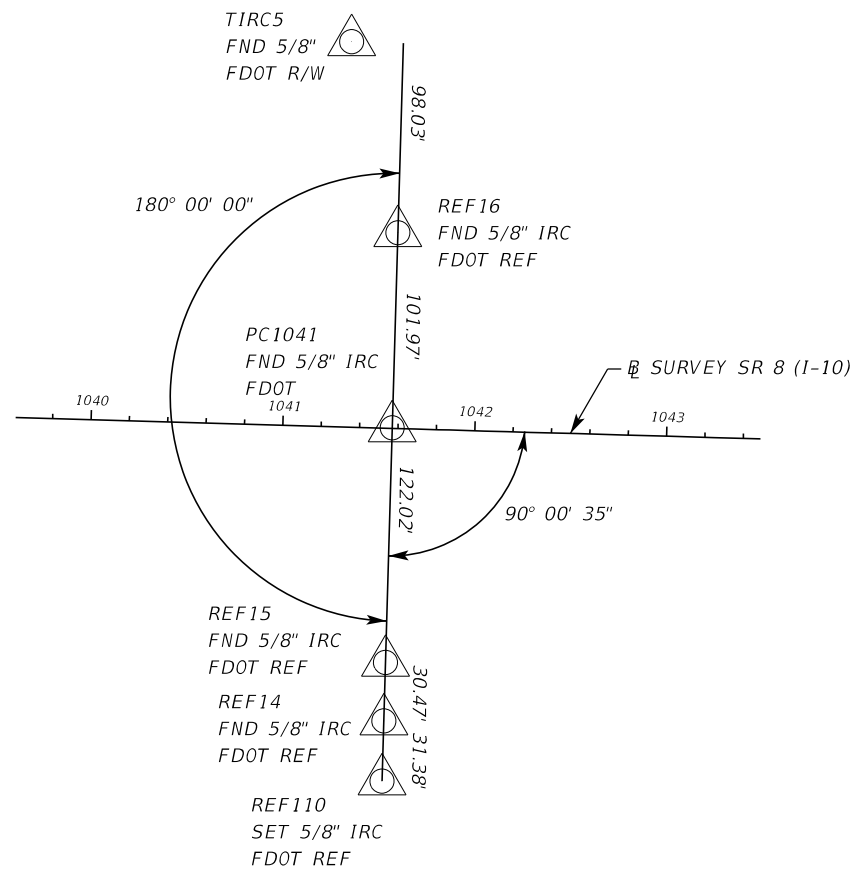 TIRC5
FND 5/8"
FDOT R/W
98.03'
180° 00' 00"
REF16
FND 5/8" IRC
FDOT REF
101.97'
PC1041
FND 5/8" IRC
FDOT
BL SURVEY SR 8 (I-10)
1040
1041
1042
1043
122.02'
90° 00' 35"
REF15
FND 5/8" IRC
FDOT REF
30.47'
REF14
FND 5/8" IRC
FDOT REF
31.38'
REF110
SET 5/8" IRC
FDOT REF